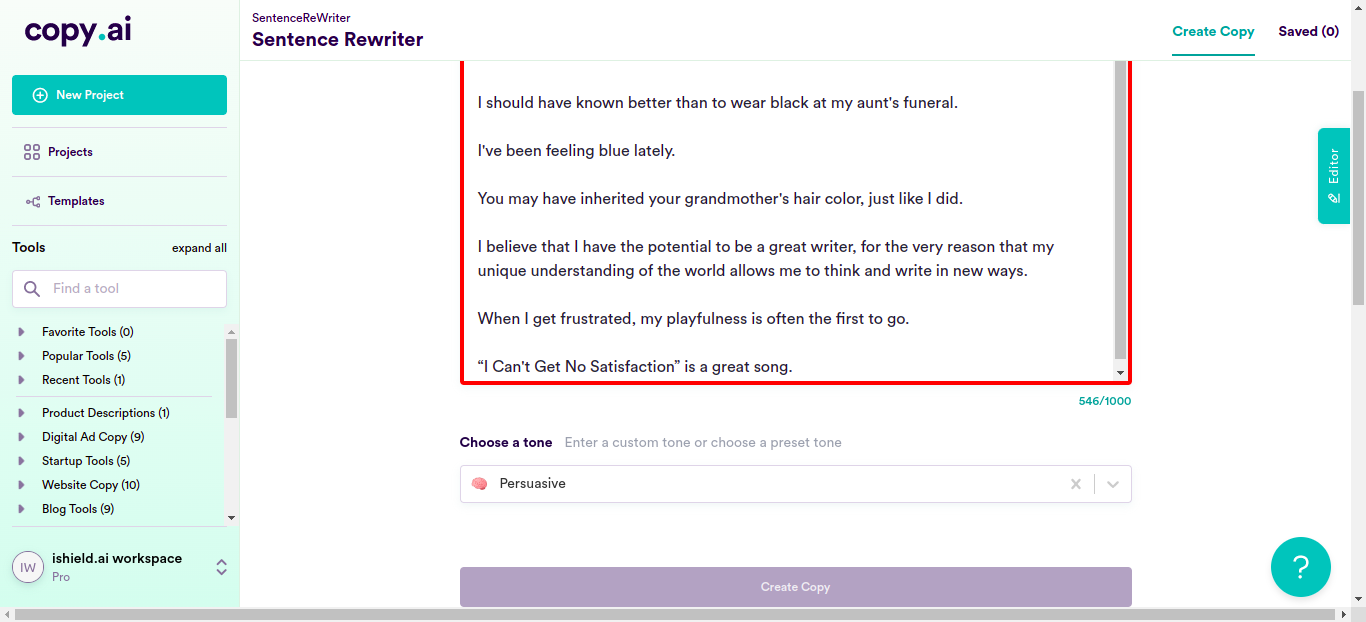 copy.ai
New Project
Projects
Templates
Tools
expand all
Find a tool
Favorite Tools (0)
Popular Tools (5)
Recent Tools (1)
Product Descriptions (1)
Digital Ad Copy (9)
Startup Tools (5)
Website Copy (10)
Blog Tools (9)
IW
ishield.ai workspace
Pro
SentenceReWriter
Sentence Rewriter
Create Copy
Saved (0)
I should have known better than to wear black at my aunt's funeral.
I've been feeling blue lately.
You may have inherited your grandmother's hair color, just like I did.
I believe that I have the potential to be a great writer, for the very reason that my
unique understanding of the world allows me to think and write in new ways.
When I get frustrated, my playfulness is often the first to go.
“I Can't Get No Satisfaction” is a great song.
546/1000
Choose a tone
Enter a custom tone or choose a preset tone
Persuasive
Create Copy
Editor
?